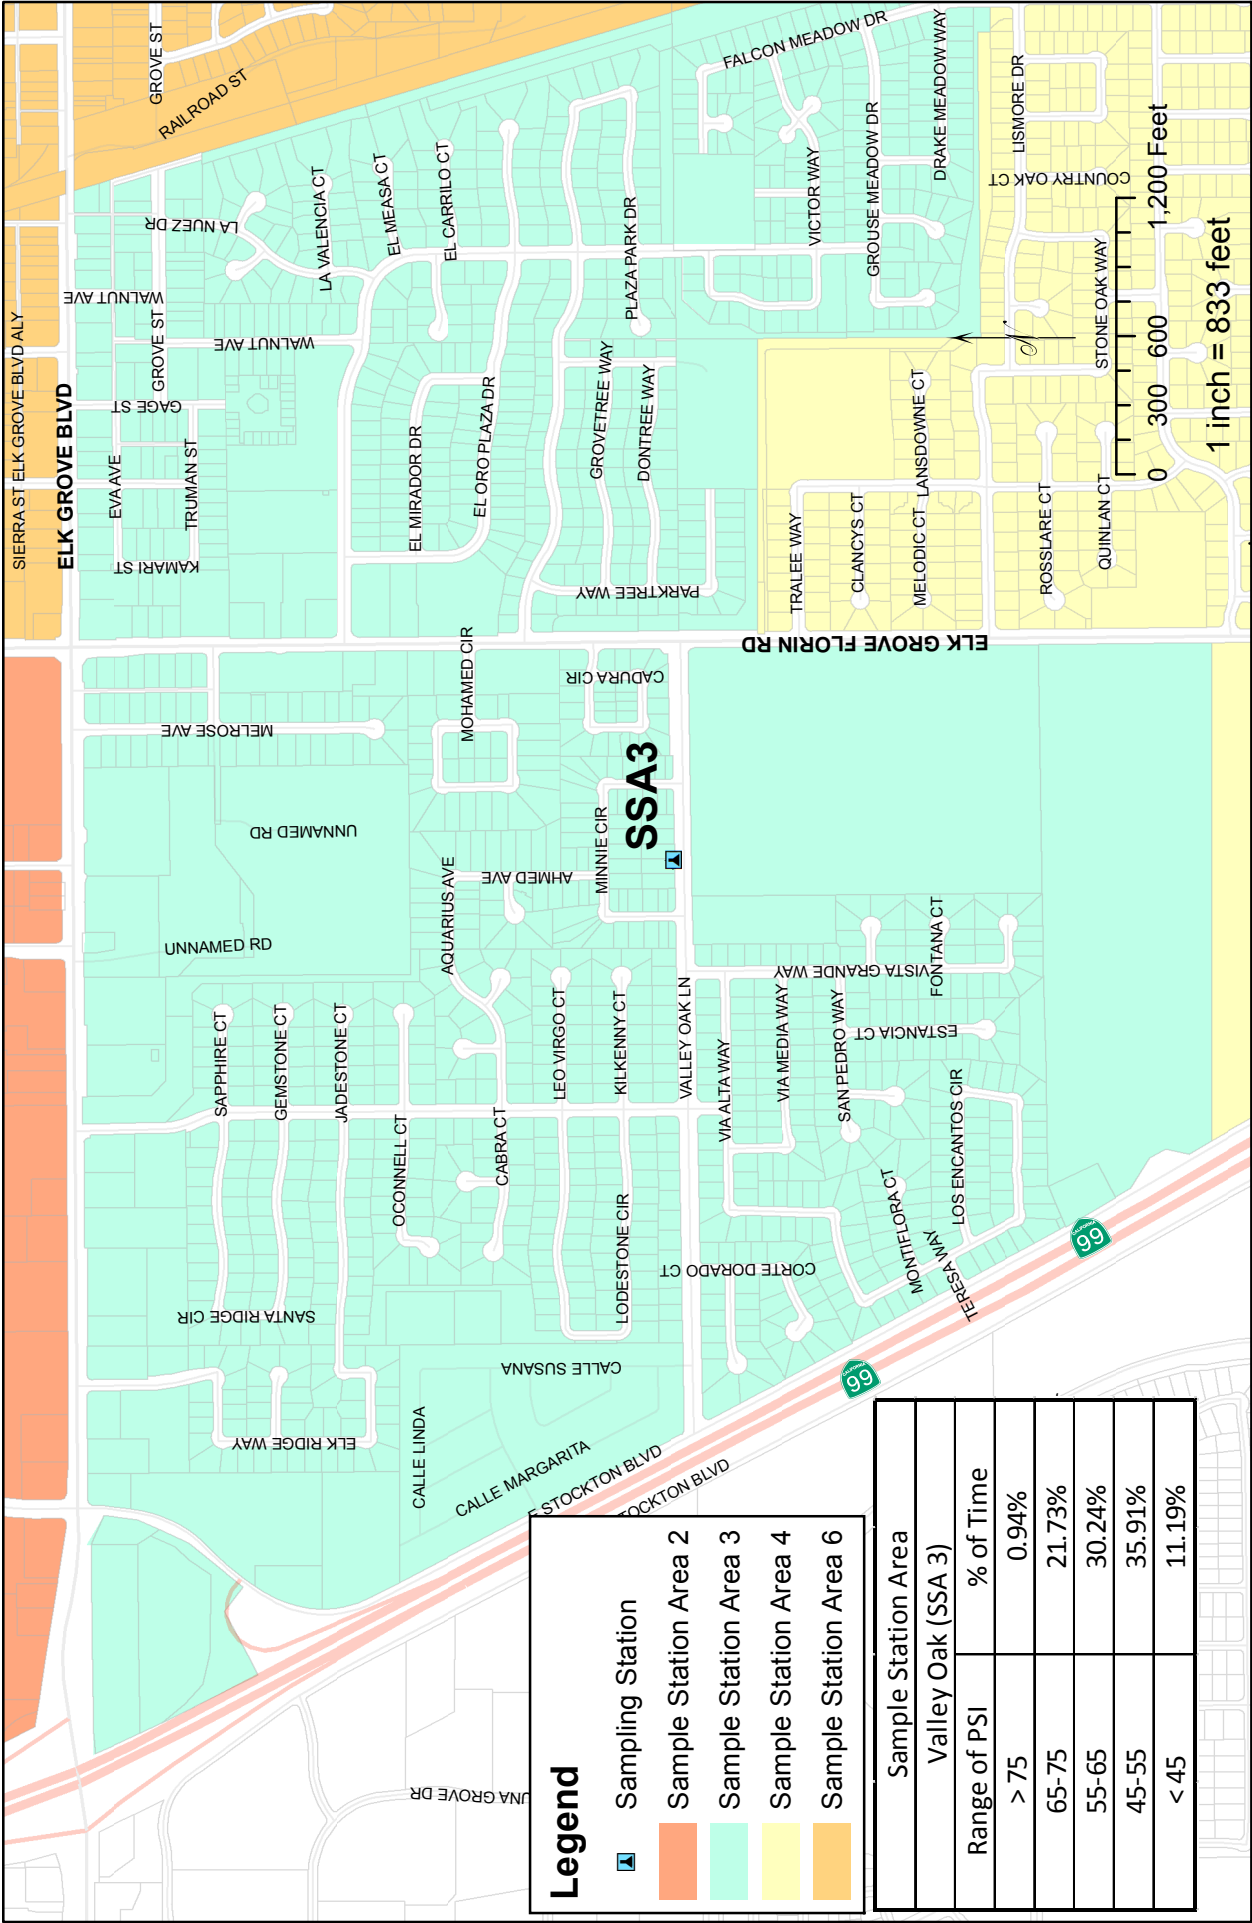 SIERRA ST ELK GROVE BLVD ALY
ELK GROVE BLVD
GROVE ST
RAILROAD ST
LA NUEZ DR
WALNUT AVE
GROVE ST
WALNUT AVE
GAGE ST
EVA AVE
TRUMAN ST
KAMARI ST
LA VALENCIA CT
EL MEASA CT
EL CARRILO CT
EL MIRADOR DR
EL ORO PLAZA DR
GROVETREE WAY
DONTREE WAY
PARKTREE WAY
PLAZA PARK DR
FALCON MEADOW DR
VICTOR WAY
GROUSE MEADOW DR
DRAKE MEADOW WAY
LISMORE DR
COUNTRY OAK CT
STONE OAK WAY
TRALEE WAY
CLANCYS CT
MELODIC CT
LANSDOWNE CT
ROSSLARE CT
QUINLAN CT
N
0 300 600 1,200 Feet
1 inch = 833 feet
ELK GROVE FLORIN RD
MELROSE AVE
MOHAMED CIR
CADURA CIR
SSA3
UNNAMED RD
UNNAMED RD
MINNIE CIR
AHMED AVE
AQUARIUS AVE
SAPPHIRE CT
GEMSTONE CT
JADESTONE CT
OCONNELL CT
CABRA CT
LEO VIRGO CT
KILKENNY CT
VALLEY OAK LN
LODESTONE CIR
SANTA RIDGE CIR
ELK RIDGE WAY
CALLE LINDA
CALLE SUSANA
CALLE MARGARITA
E STOCKTON BLVD
STOCKTON BLVD
VISTA GRANDE WAY
FONTANA CT
VIA ALTA WAY
VIA MEDIA WAY
SAN PEDRO WAY
ESTANCIA CT
LOS ENCANTOS CIR
MONTIFLORA CT
TERESA WAY
CORTE DORADO CT
CALIFORNIA
99
CALIFORNIA
99
UNA GROVE DR
Legend
Sampling Station
Sample Station Area 2
Sample Station Area 3
Sample Station Area 4
Sample Station Area 6
Sample Station Area
Valley Oak (SSA 3)
Range of PSI % of Time
> 75 0.94%
65-75 21.73%
55-65 30.24%
45-55 35.91%
< 45 11.19%